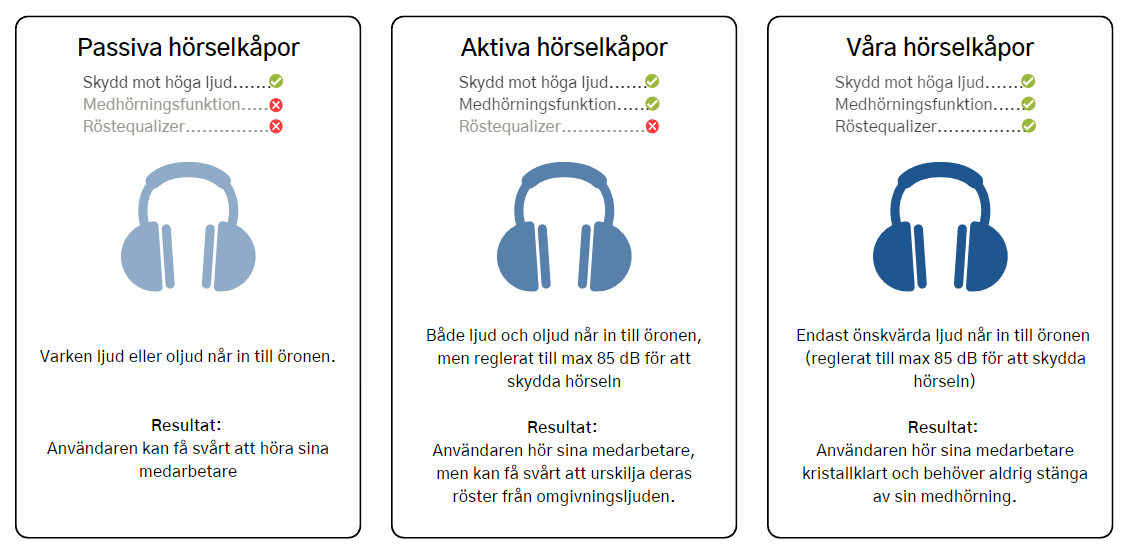 Passiva hörselkåpor
Skydd mot höga ljud.......
Medhörningsfunktion.....
Röstequalizer................
Varken ljud eller oljud når in till öronen.
Resultat:
Användaren kan få svårt att höra sina
medarbetare
Aktiva hörselkåpor
Skydd mot höga ljud.......
Medhörningsfunktion.....
Röstequalizer................
Både ljud och oljud når in till öronen,
men reglerat till max 85 dB för att
skydda hörseln
Resultat:
Användaren hör sina medarbetare,
men kan få svårt att urskilja deras
röster från omgivningsljuden.
Våra hörselkåpor
Skydd mot höga ljud.......
Medhörningsfunktion.....
Röstequalizer................
Endast önskvärda ljud når in till öronen
(reglerat till max 85 dB för att skydda
hörseln)
Resultat:
Användaren hör sina medarbetare
kristallklart och behöver aldrig stänga
av sin medhörning.